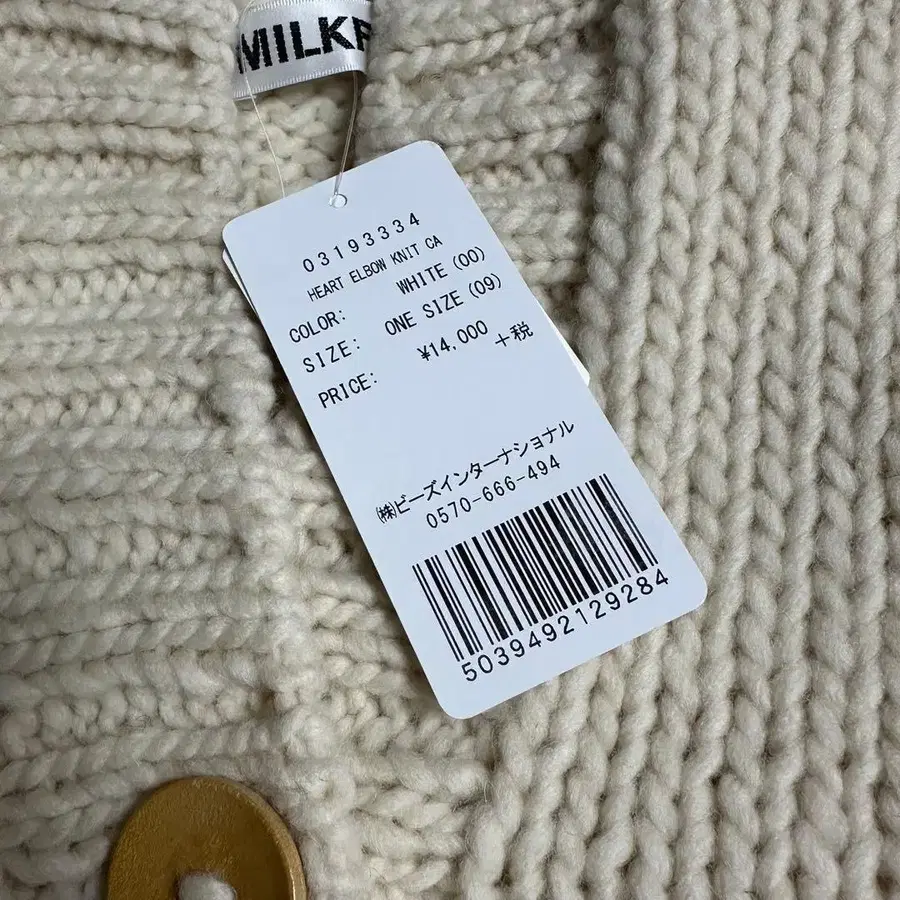 MILKF
03193334
HEART ELBOW KNIT CA
COLOR: WHITE (00)
SIZE: ONE SIZE (09)
PRICE: ¥14,000 +税
㈱ビーズインターナショナル
0570-666-494
5039492129284